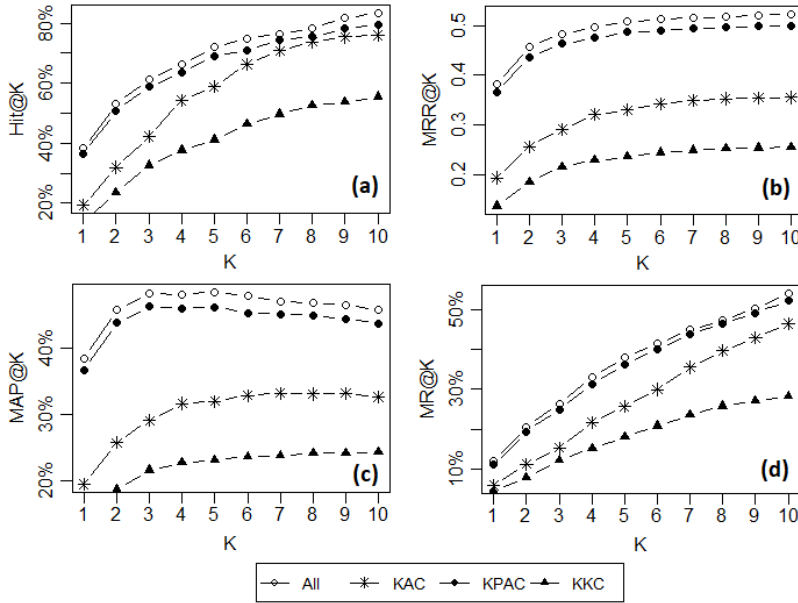 Hit@K
20% 40% 60% 80%
(a)
1 2 3 4 5 6 7 8 9 10
K
MRR@K
0.2 0.3 0.4 0.5
(b)
1 2 3 4 5 6 7 8 9 10
K
MAP@K
20% 30% 40%
(c)
1 2 3 4 5 6 7 8 9 10
K
MR@K
10% 30% 50%
(d)
1 2 3 4 5 6 7 8 9 10
K
All KAC KPAC KKC